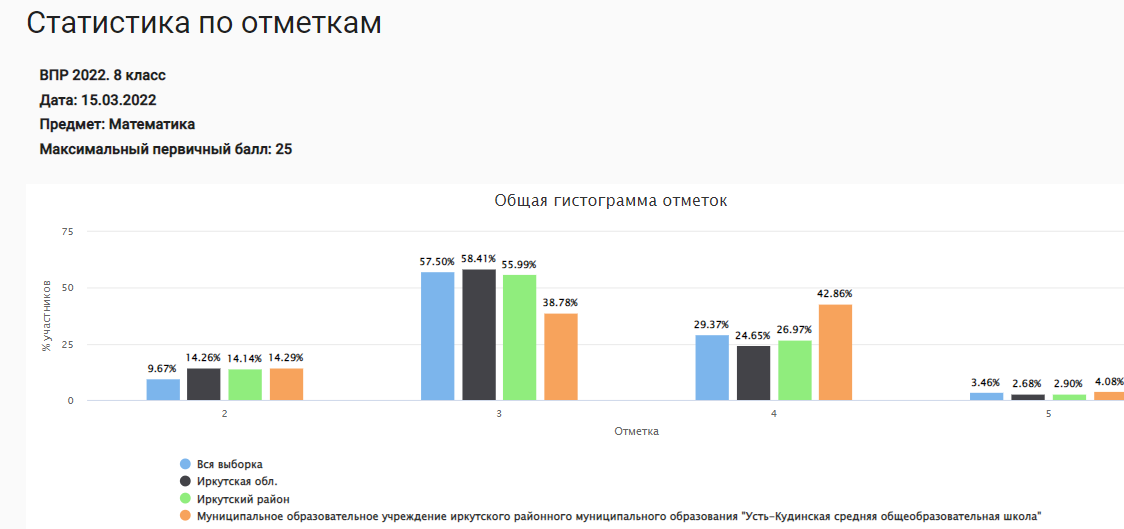 Статистика по отметкам
ВПР 2022. 8 класс
Дата: 15.03.2022
Предмет: Математика
Максимальный первичный балл: 25
Общая гистограмма отметок
% участников
75
50
25
0
9.67% 14.26% 14.14% 14.29%
57.50% 58.41% 55.99% 38.78%
29.37% 24.65% 26.97% 42.86%
3.46% 2.68% 2.90% 4.08%
2 3 4 5
Отметка
Вся выборка
Иркутская обл.
Иркутский район
Муниципальное образовательное учреждение иркутского районного муниципального образования "Усть-Кудинская средняя общеобразовательная школа"